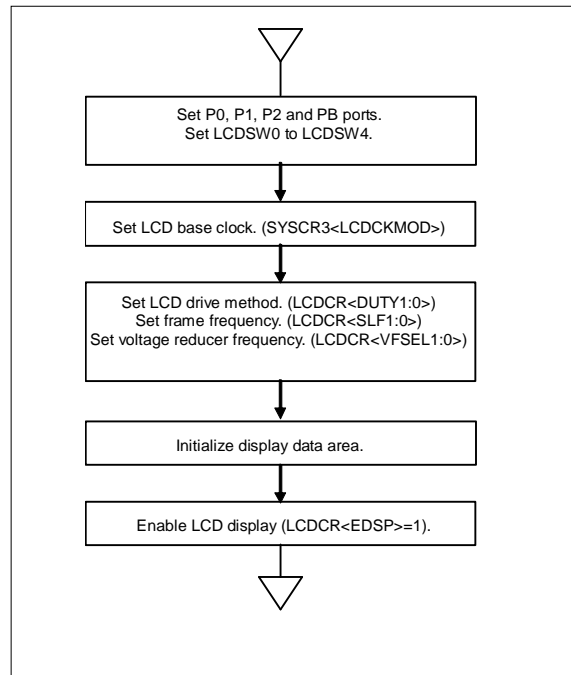 Set P0, P1, P2 and PB ports.
Set LCDSW0 to LCDSW4.
Set LCD base clock. (SYSCR3<LCDCKMOD>)
Set LCD drive method. (LCDCR<DUTY1:0>)
Set frame frequency. (LCDCR<SLF1:0>)
Set voltage reducer frequency. (LCDCR<VFSEL1:0>)
Initialize display data area.
Enable LCD display (LCDCR<EDSP>=1).